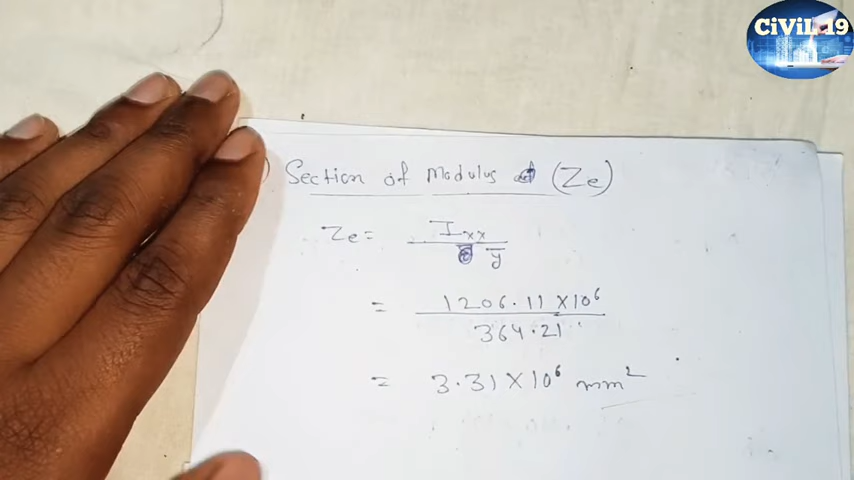 CiViL 19
) Section of Modulus (Ze)
Ze = Ixx
ȳ
= 1206.11 × 10⁶
364.21
= 3.31 × 10⁶ mm²